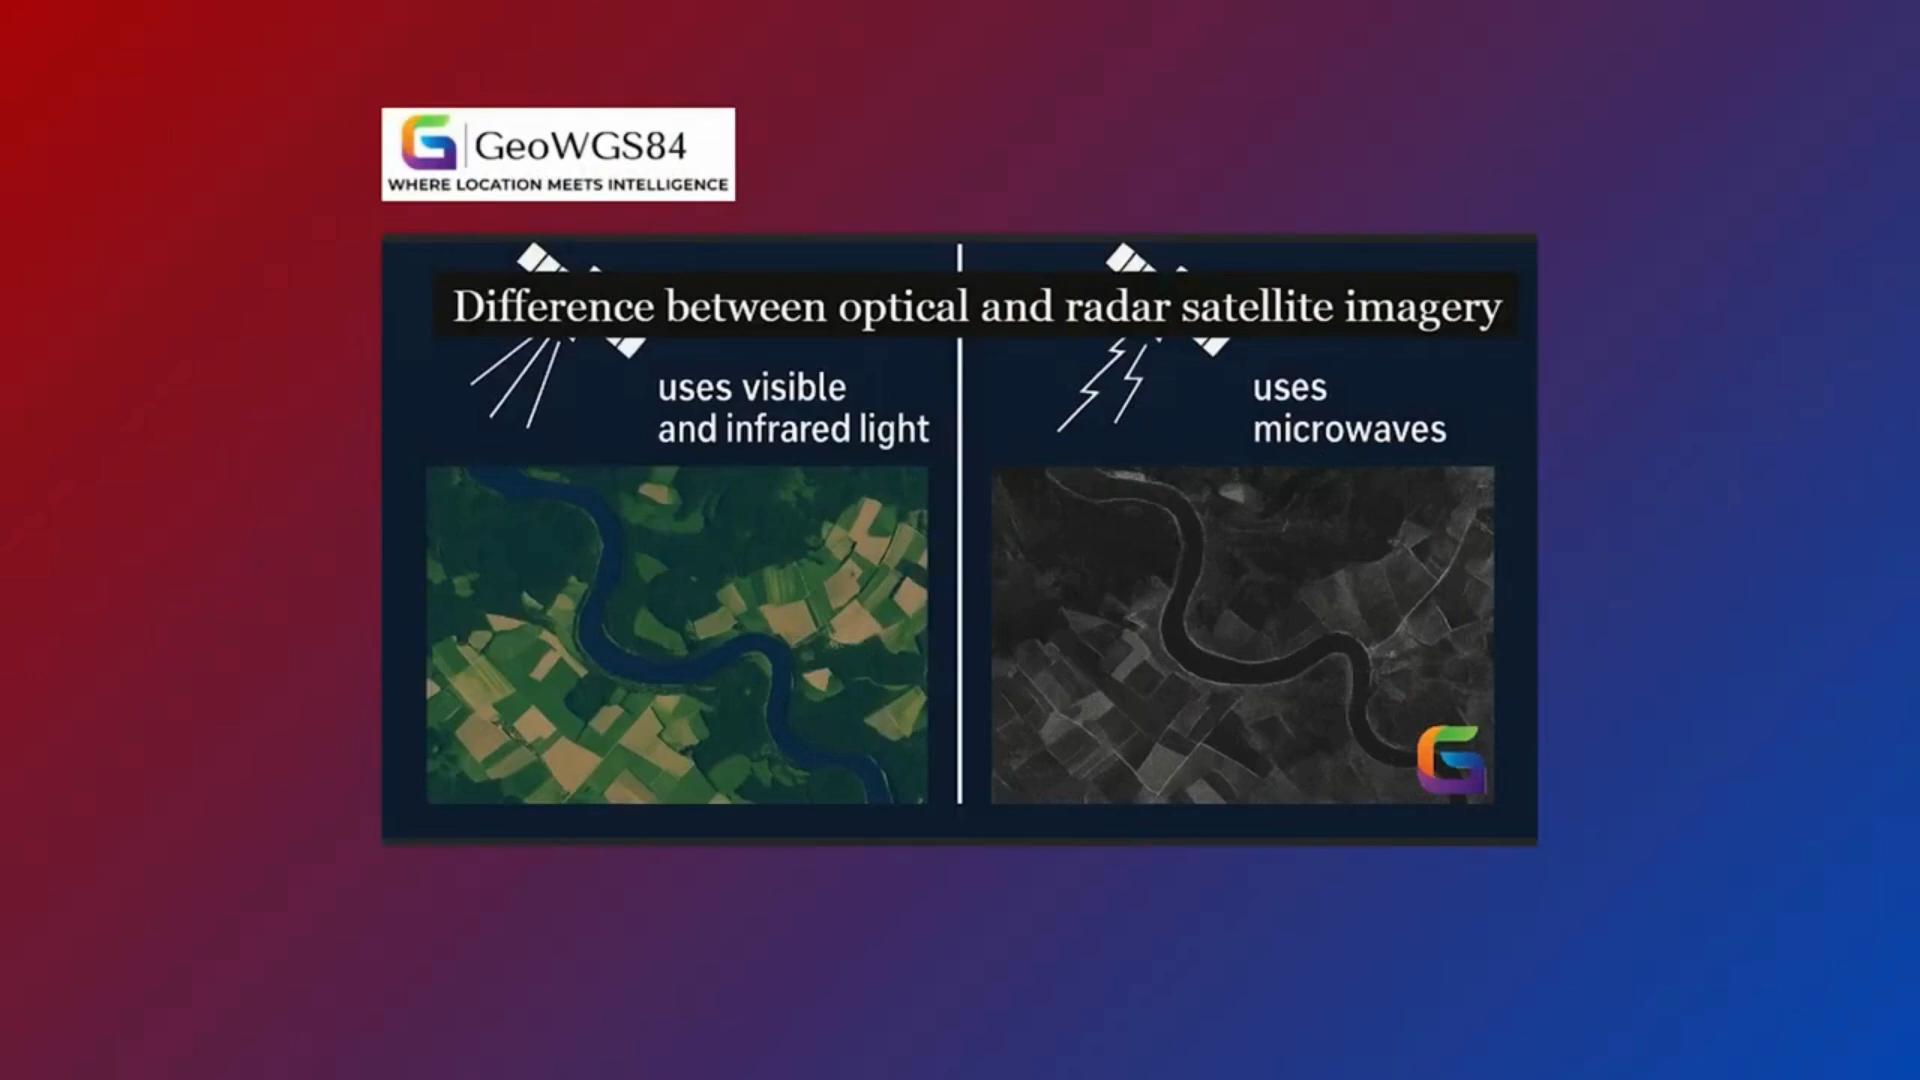 GeoWGS84
WHERE LOCATION MEETS INTELLIGENCE
Difference between optical and radar satellite imagery
uses visible
and infrared light
uses
microwaves